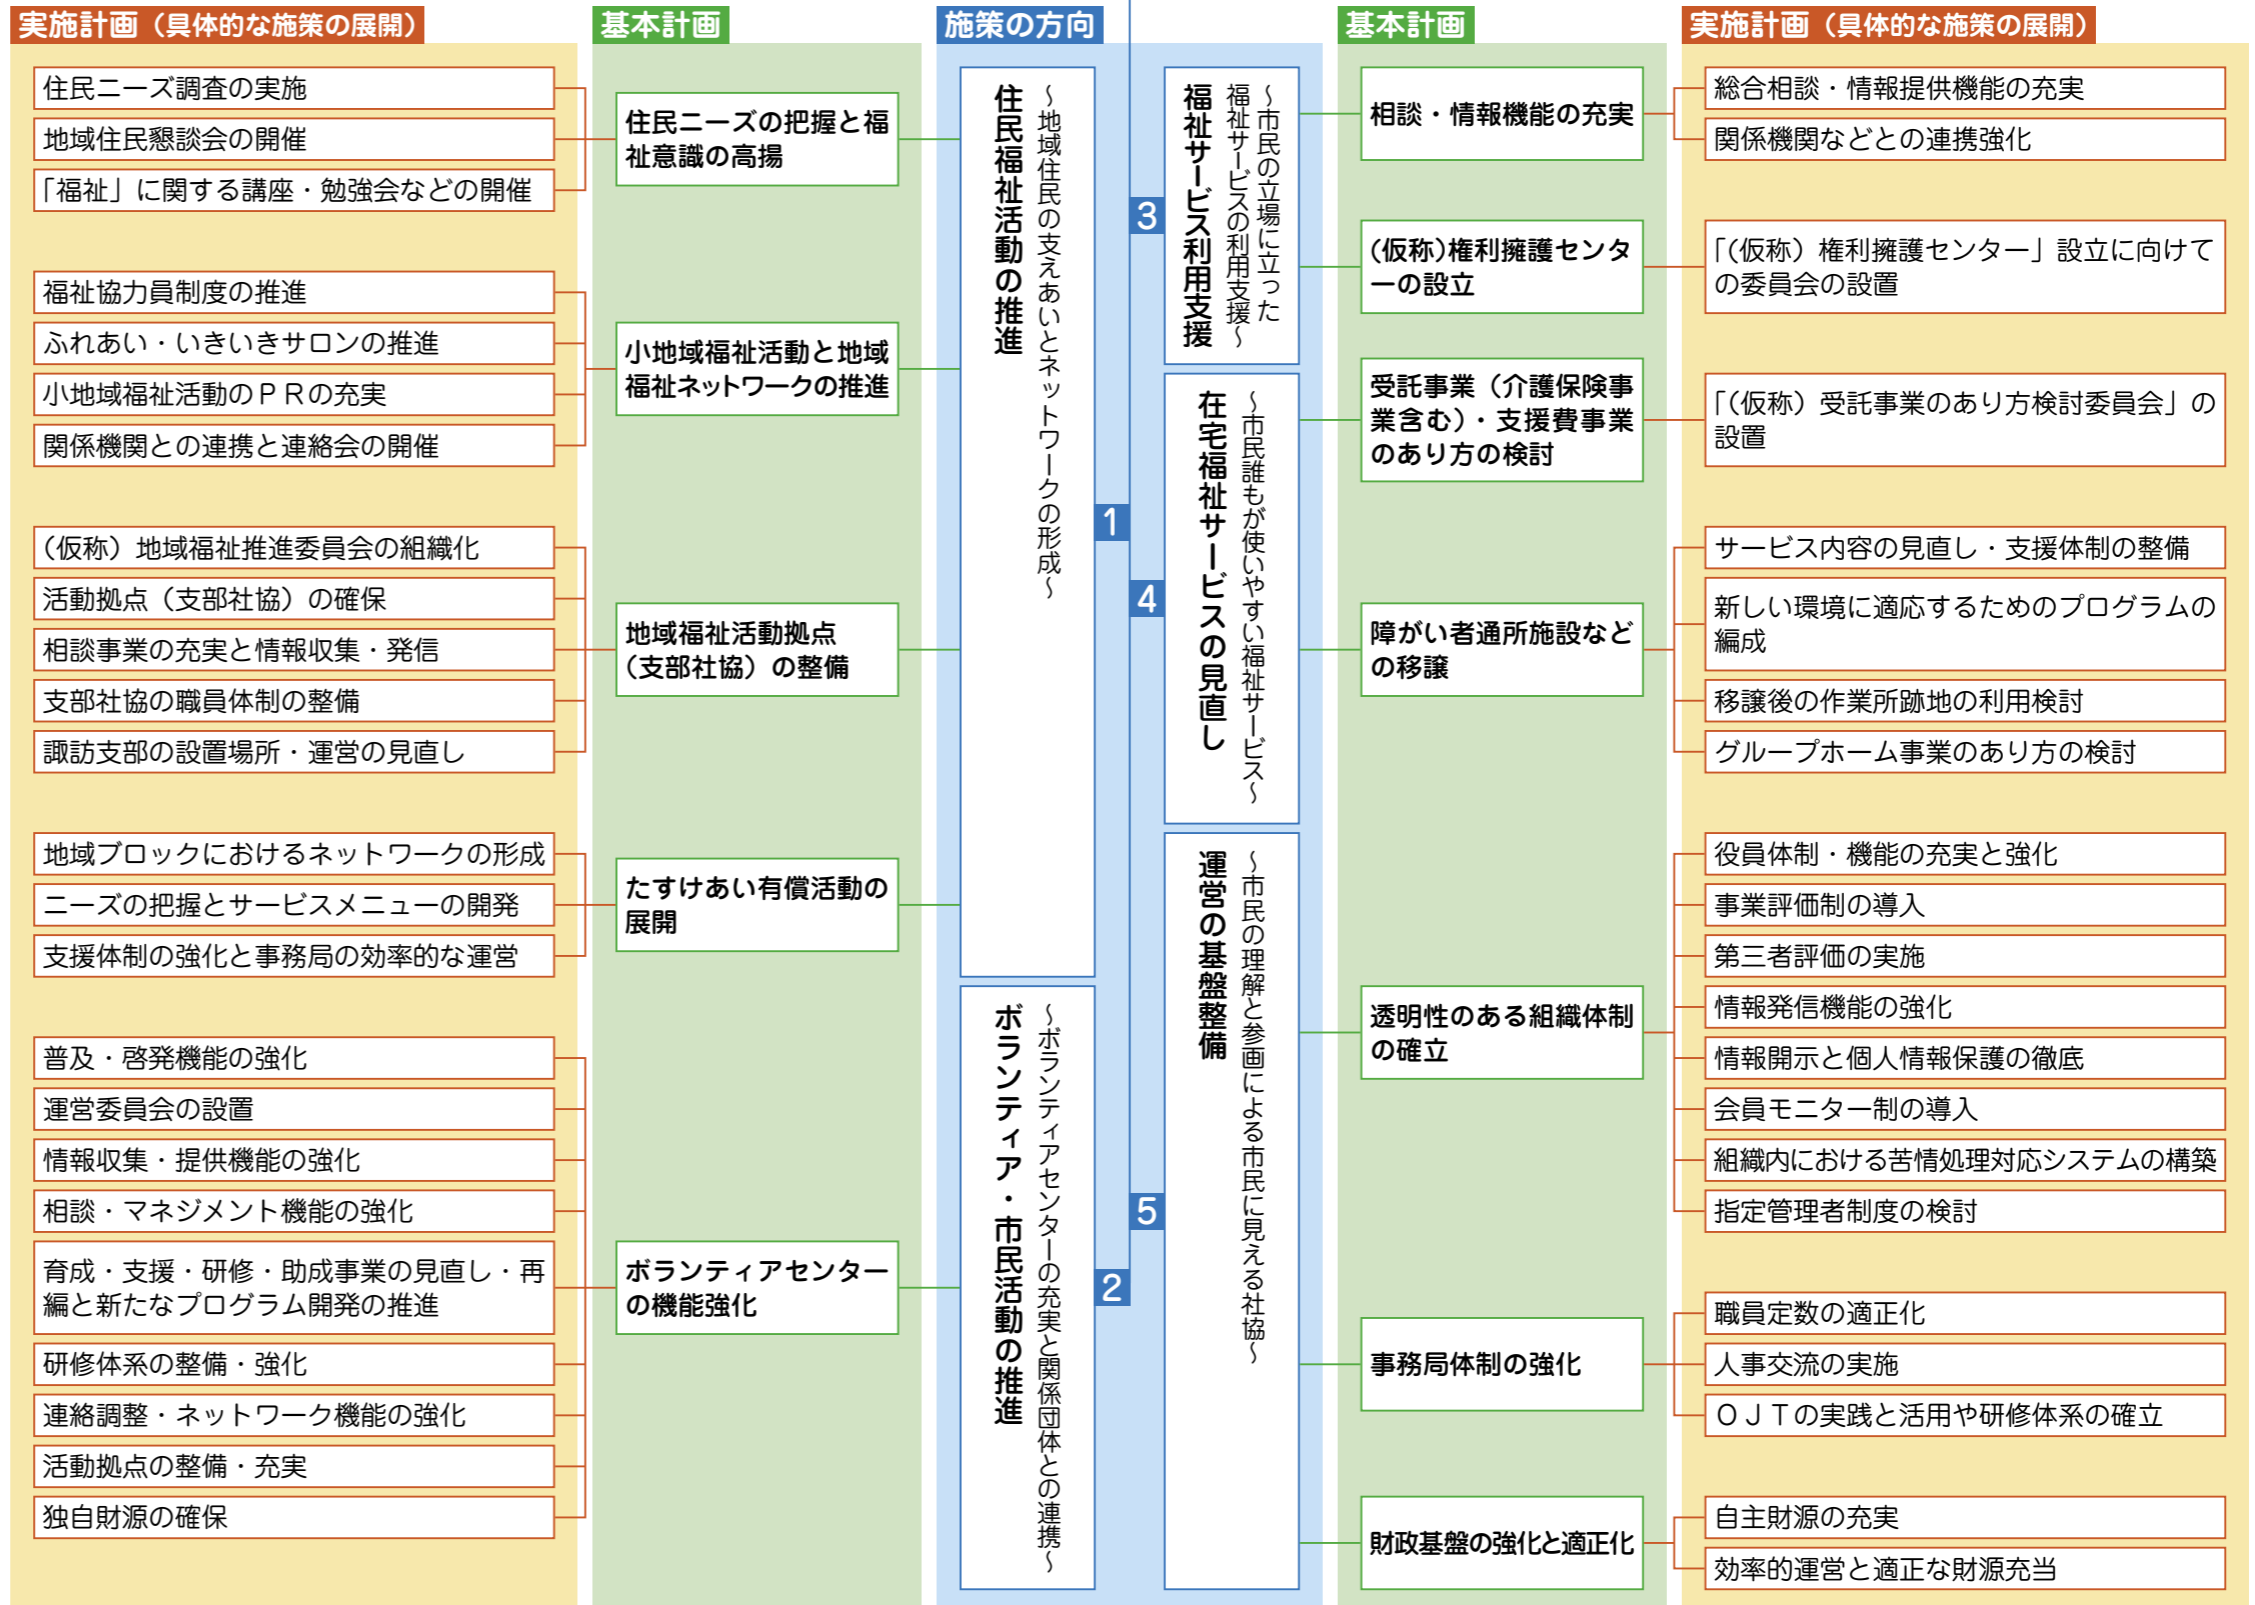 実施計画（具体的な施策の展開）
基本計画
施策の方向
基本計画
実施計画（具体的な施策の展開）
住民ニーズ調査の実施
地域住民懇談会の開催
「福祉」に関する講座・勉強会などの開催
住民ニーズの把握と福
祉意識の高揚
福祉協力員制度の推進
ふれあい・いきいきサロンの推進
小地域福祉活動のＰＲの充実
関係機関との連携と連絡会の開催
小地域福祉活動と地域
福祉ネットワークの推進
（仮称）地域福祉推進委員会の組織化
活動拠点（支部社協）の確保
相談事業の充実と情報収集・発信
支部社協の職員体制の整備
諏訪支部の設置場所・運営の見直し
地域福祉活動拠点
（支部社協）の整備
地域ブロックにおけるネットワークの形成
ニーズの把握とサービスメニューの開発
支援体制の強化と事務局の効率的な運営
たすけあい有償活動の
展開
1
住民福祉活動の推進
～地域住民の支えあいとネットワークの形成～
普及・啓発機能の強化
運営委員会の設置
情報収集・提供機能の強化
相談・マネジメント機能の強化
育成・支援・研修・助成事業の見直し・再
編と新たなプログラム開発の推進
研修体系の整備・強化
連絡調整・ネットワーク機能の強化
活動拠点の整備・充実
独自財源の確保
ボランティアセンター
の機能強化
2
ボランティア・市民活動の推進
～ボランティアセンターの充実と関係団体との連携～
3
福祉サービス利用支援
～市民の立場に立った
福祉サービスの利用支援～
相談・情報機能の充実
総合相談・情報提供機能の充実
関係機関などとの連携強化
（仮称）権利擁護センタ
ーの設立
「（仮称）権利擁護センター」設立に向けて
の委員会の設置
4
在宅福祉サービスの見直し
～市民誰もが使いやすい福祉サービス～
受託事業（介護保険事
業含む）・支援費事業
のあり方の検討
「（仮称）受託事業のあり方検討委員会」の
設置
障がい者通所施設など
の移譲
サービス内容の見直し・支援体制の整備
新しい環境に適応するためのプログラムの
編成
移譲後の作業所跡地の利用検討
グループホーム事業のあり方の検討
5
運営の基盤整備
～市民の理解と参画による市民に見える社協～
透明性のある組織体制
の確立
役員体制・機能の充実と強化
事業評価制の導入
第三者評価の実施
情報発信機能の強化
情報開示と個人情報保護の徹底
会員モニター制の導入
組織内における苦情処理対応システムの構築
指定管理者制度の検討
事務局体制の強化
職員定数の適正化
人事交流の実施
ＯＪＴの実践と活用や研修体系の確立
財政基盤の強化と適正化
自主財源の充実
効率的運営と適正な財源充当